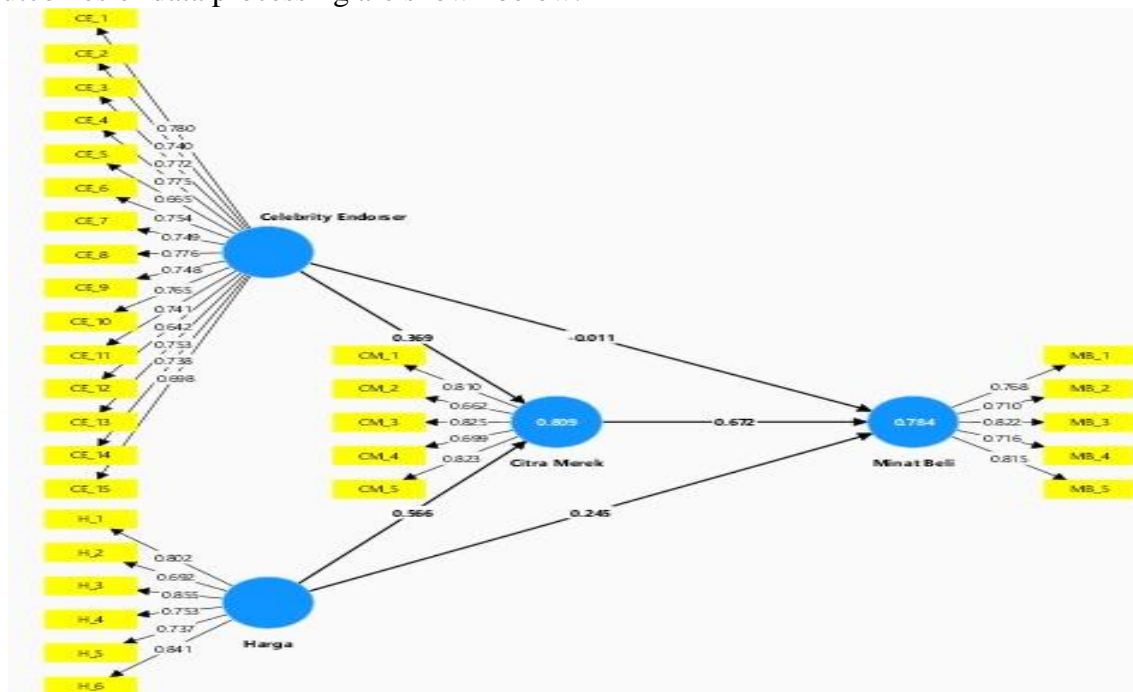 CE_1
CE_2
CE_3
CE_4
CE_5
CE_6
CE_7
CE_8
CE_9
CE_10
CE_11
CE_12
CE_13
CE_14
CE_15
0.780
0.740
0.772
0.775
0.665
0.754
0.749
0.776
0.748
0.765
0.741
0.642
0.753
0.738
0.698
Celebrity Endorser
0.369
-0.011
CM_1
CM_2
CM_3
CM_4
CM_5
0.810
0.662
0.825
0.699
0.823
0.809
Citra Merek
0.672
0.784
Minat Beli
0.768
0.710
0.822
0.716
0.815
MB_1
MB_2
MB_3
MB_4
MB_5
0.566
0.245
H_1
H_2
H_3
H_4
H_5
H_6
0.802
0.692
0.855
0.753
0.737
0.841
Harga